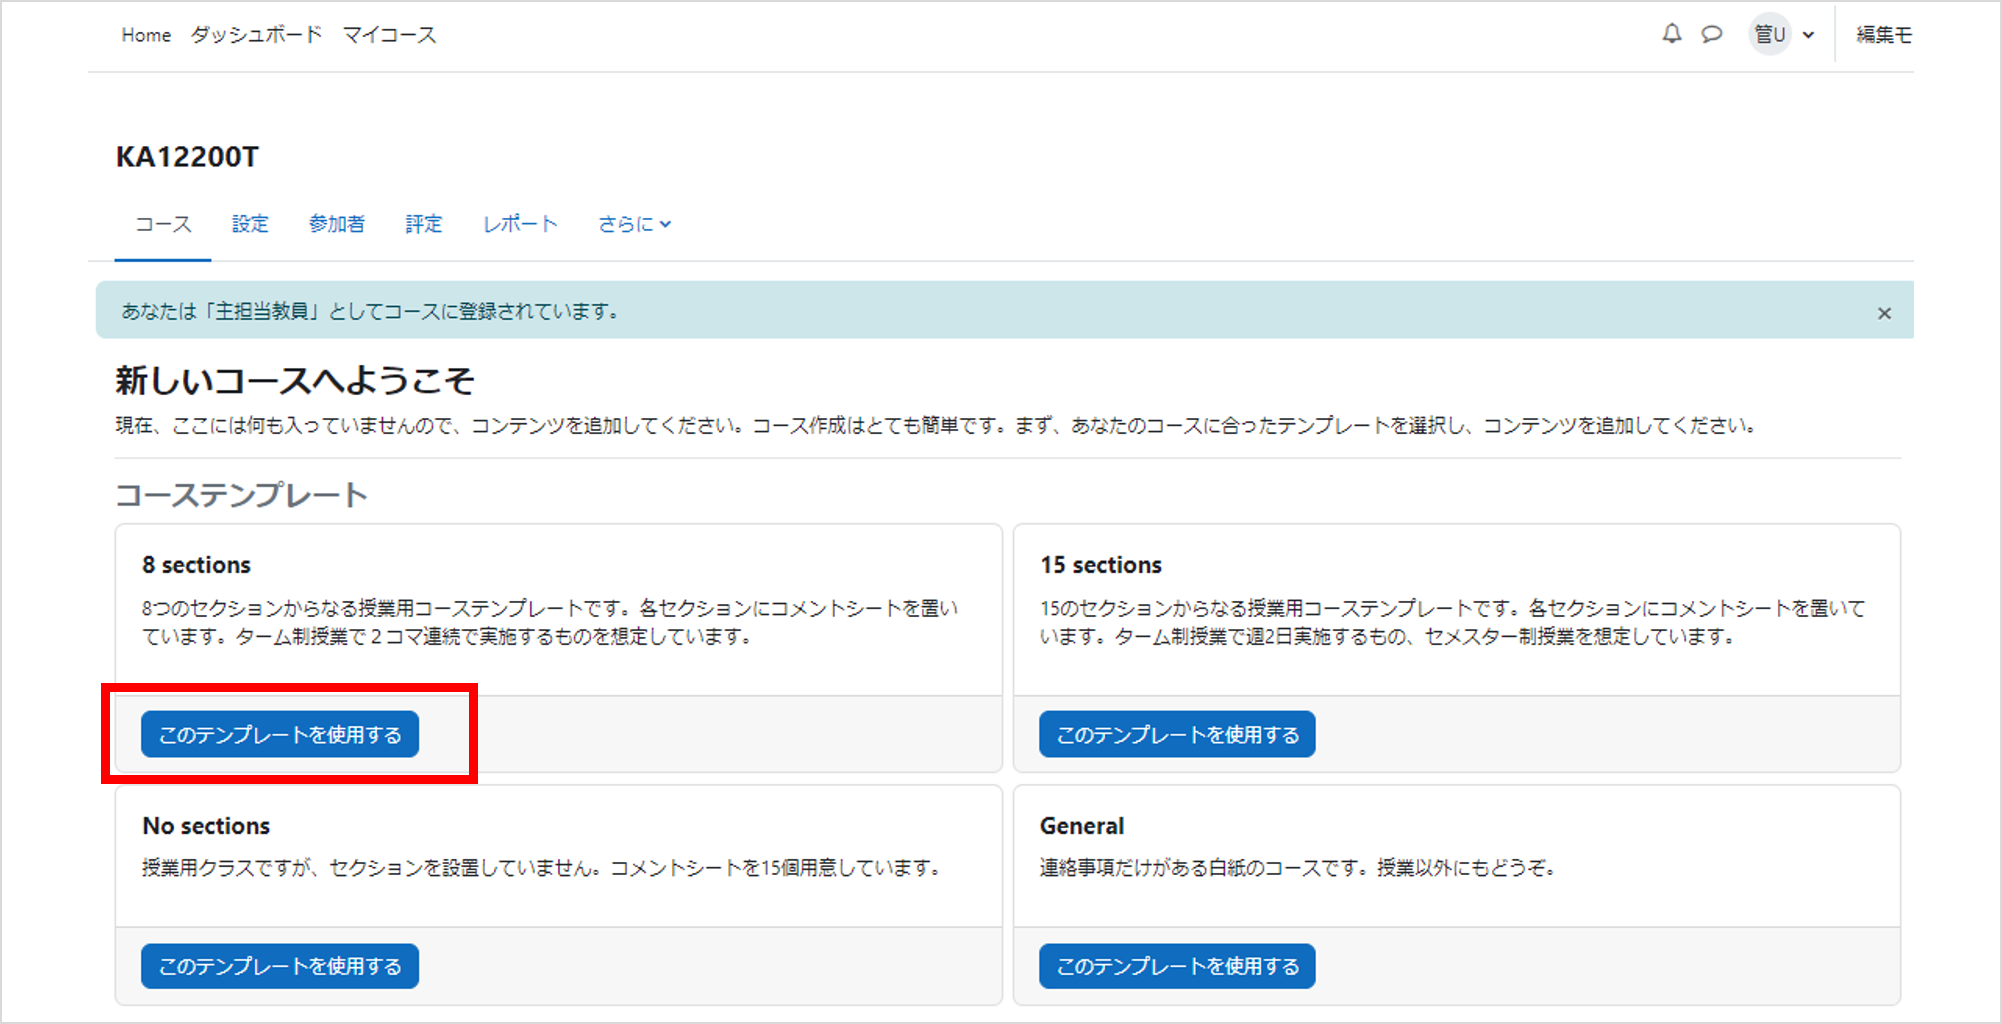 Home ダッシュボード マイコース 管U 編集モ
KA12200T
コース 設定 参加者 評定 レポート さらに
あなたは「主担当教員」としてコースに登録されています。 ×
新しいコースへようこそ
現在、ここには何も入っていませんので、コンテンツを追加してください。コース作成はとても簡単です。まず、あなたのコースに合ったテンプレートを選択し、コンテンツを追加してください。
コーステンプレート
8 sections
8つのセクションからなる授業用コーステンプレートです。各セクションにコメントシートを置い
ています。ターム制授業で２コマ連続で実施するものを想定しています。
このテンプレートを使用する
15 sections
15のセクションからなる授業用コーステンプレートです。各セクションにコメントシートを置いて
います。ターム制授業で週2日実施するもの、セメスター制授業を想定しています。
このテンプレートを使用する
No sections
授業用クラスですが、セクションを設置していません。コメントシートを15個用意しています。
このテンプレートを使用する
General
連絡事項だけがある白紙のコースです。授業以外にもどうぞ。
このテンプレートを使用する